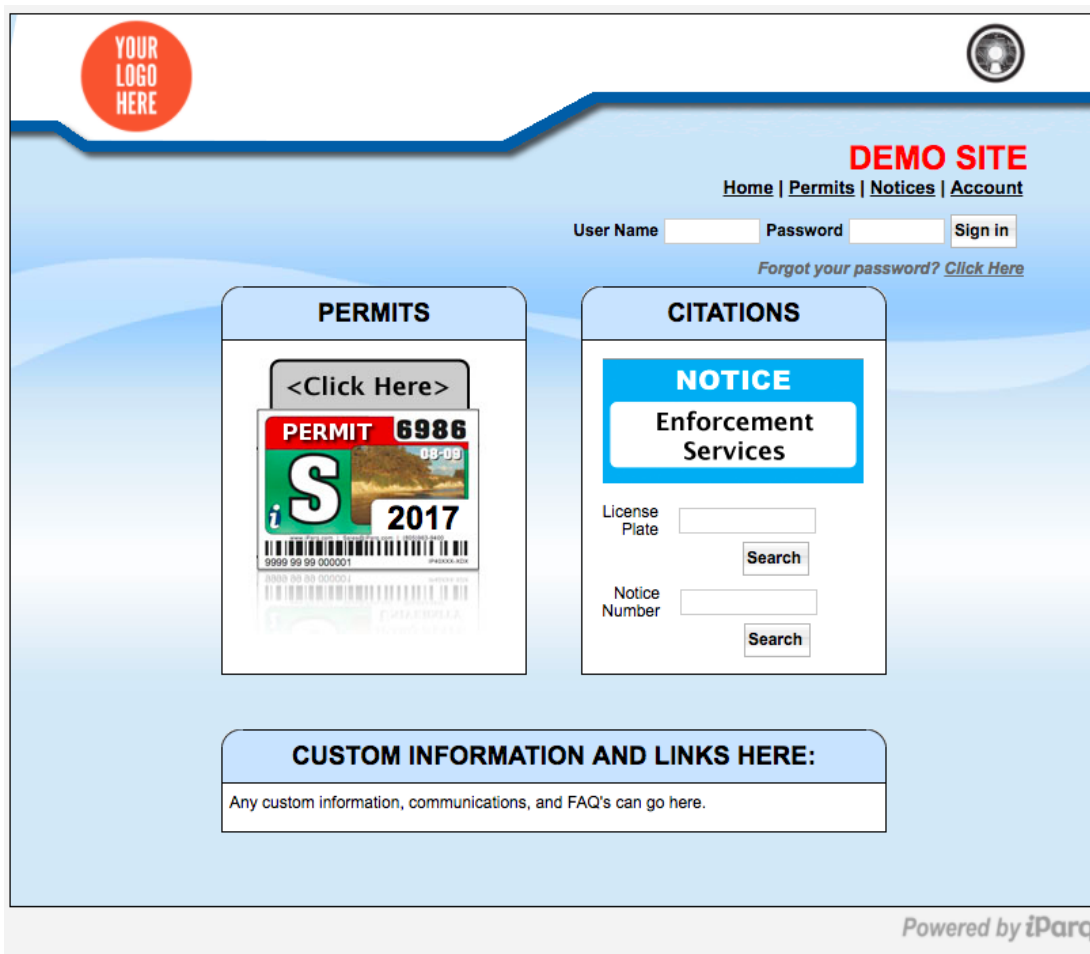 YOUR
LOGO
HERE
DEMO SITE
Home | Permits | Notices | Account
User Name Password Sign in
Forgot your password? Click Here
PERMITS
<Click Here>
PERMIT 6986
08-09
S
i
2017
9999 99 99 000001
CITATIONS
NOTICE
Enforcement
Services
License
Plate
Search
Notice
Number
Search
CUSTOM INFORMATION AND LINKS HERE:
Any custom information, communications, and FAQ's can go here.
Powered by iParq